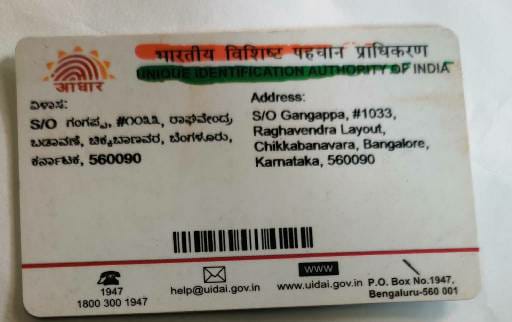 भारतीय विशिष्ट पहचान प्राधिकरण
UNIQUE IDENTIFICATION AUTHORITY OF INDIA
आधार
ವಿಳಾಸ:
S/O ಗಂಗಪ್ಪ, #೧೦೩೩, ರಾಘವೇಂದ್ರ
ಬಡಾವಣೆ, ಚಿಕ್ಕಬಾಣವರ, ಬೆಂಗಳೂರು,
ಕರ್ನಾಟಕ, 560090
Address:
S/O Gangappa, #1033,
Raghavendra Layout,
Chikkabanavara, Bangalore,
Karnataka, 560090
1947
1800 300 1947
help@uidai.gov.in
WWW
www.uidai.gov.in
P.O. Box No.1947,
Bengaluru-560 001